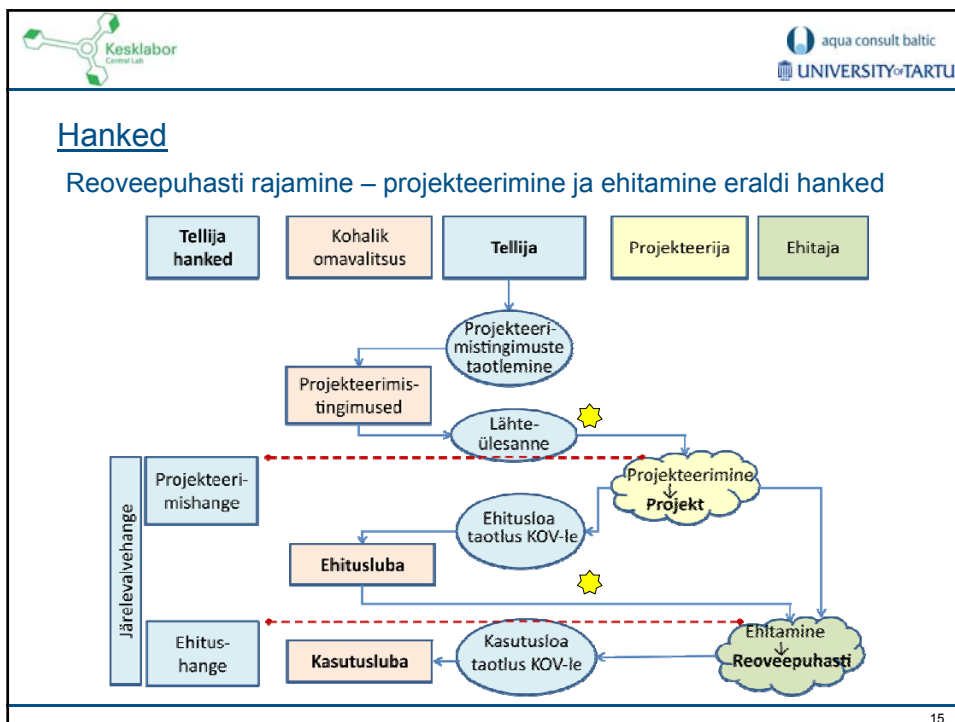 Kesklabor
Central Lab
aqua consult baltic
UNIVERSITY OF TARTU
Hanked
Reoveepuhasti rajamine – projekteerimine ja ehitamine eraldi hanked
Tellija
hanked
Kohalik
omavalitsus
Tellija
Projekteerija
Ehitaja
Projekteeri-
mistingimuste
taotlemine
Projekteerimis-
tingimused
Lähte-
ülesanne
Järelevalvehange
Projekteeri-
mishange
Projekteerimine
Projekt
Ehitusloa
taotlus KOV-le
Ehitusluba
Ehitus-
hange
Kasutusluba
Kasutusloa
taotlus KOV-le
Ehitamine
Reoveepuhasti
15